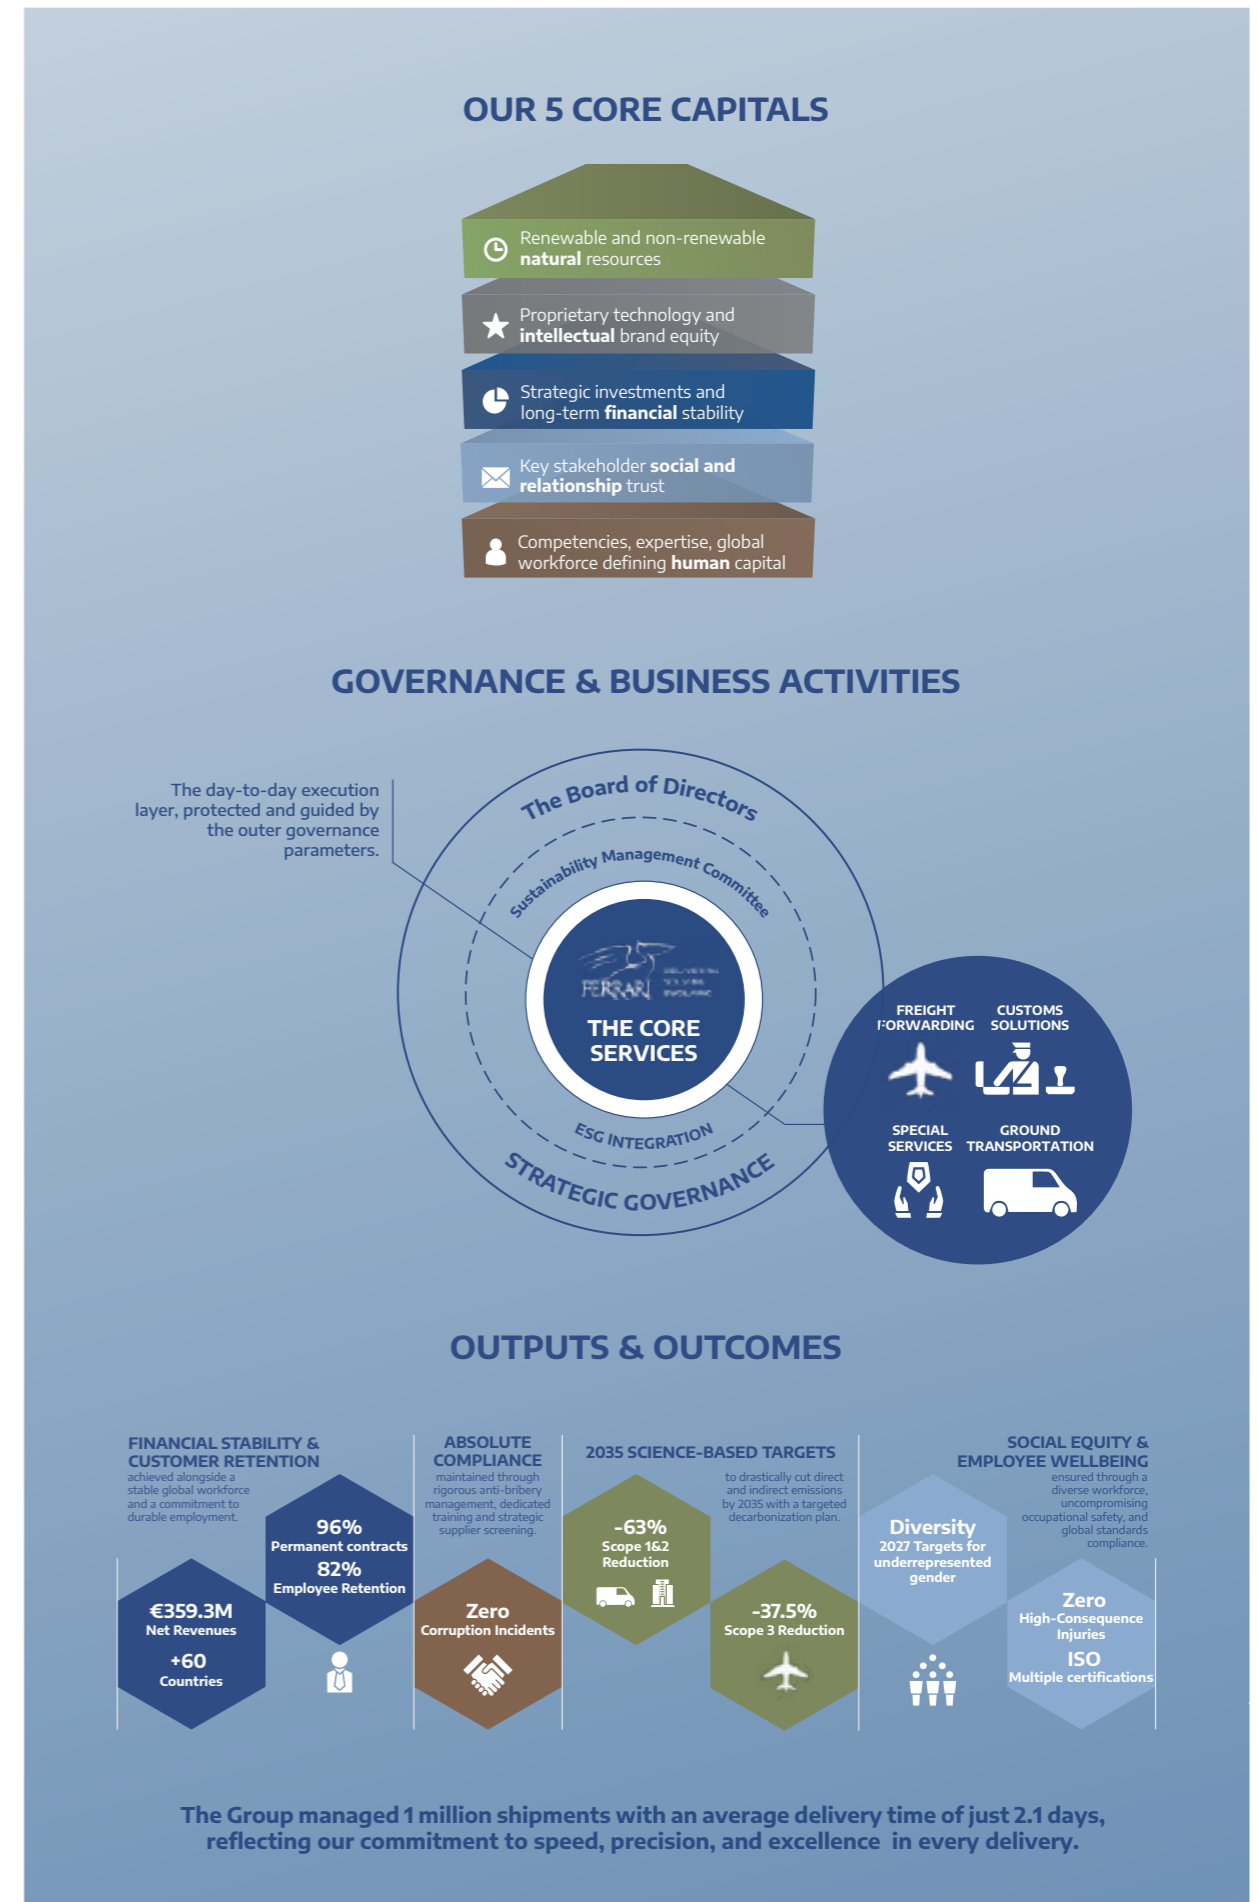 OUR 5 CORE CAPITALS
Renewable and non-renewable
natural resources
Proprietary technology and
intellectual brand equity
Strategic investments and
long-term financial stability
Key stakeholder social and
relationship trust
Competencies, expertise, global
workforce defining human capital
GOVERNANCE & BUSINESS ACTIVITIES
The day-to-day execution
layer, protected and guided by
the outer governance
parameters.
The Board of Directors
Sustainability Management Committee
FERRARI
THE CORE
SERVICES
ESG INTEGRATION
STRATEGIC GOVERNANCE
FREIGHT
FORWARDING
CUSTOMS
SOLUTIONS
SPECIAL
SERVICES
GROUND
TRANSPORTATION
OUTPUTS & OUTCOMES
FINANCIAL STABILITY &
CUSTOMER RETENTION
achieved alongside a
stable global workforce
and a commitment to
durable employment.
€359.3M
Net Revenues
+60
Countries
96%
Permanent contracts
82%
Employee Retention
ABSOLUTE
COMPLIANCE
maintained through
rigorous anti-bribery
management, dedicated
training and strategic
supplier screening.
Zero
Corruption Incidents
2035 SCIENCE-BASED TARGETS
to drastically cut direct
and indirect emissions
by 2035 with a targeted
decarbonization plan.
-63%
Scope 1&2
Reduction
-37.5%
Scope 3 Reduction
SOCIAL EQUITY &
EMPLOYEE WELLBEING
ensured through a
diverse workforce,
uncompromising
occupational safety, and
global standards
compliance.
Diversity
2027 Targets for
underrepresented
gender
Zero
High-Consequence
Injuries
ISO
Multiple certifications
The Group managed 1 million shipments with an average delivery time of just 2.1 days,
reflecting our commitment to speed, precision, and excellence in every delivery.